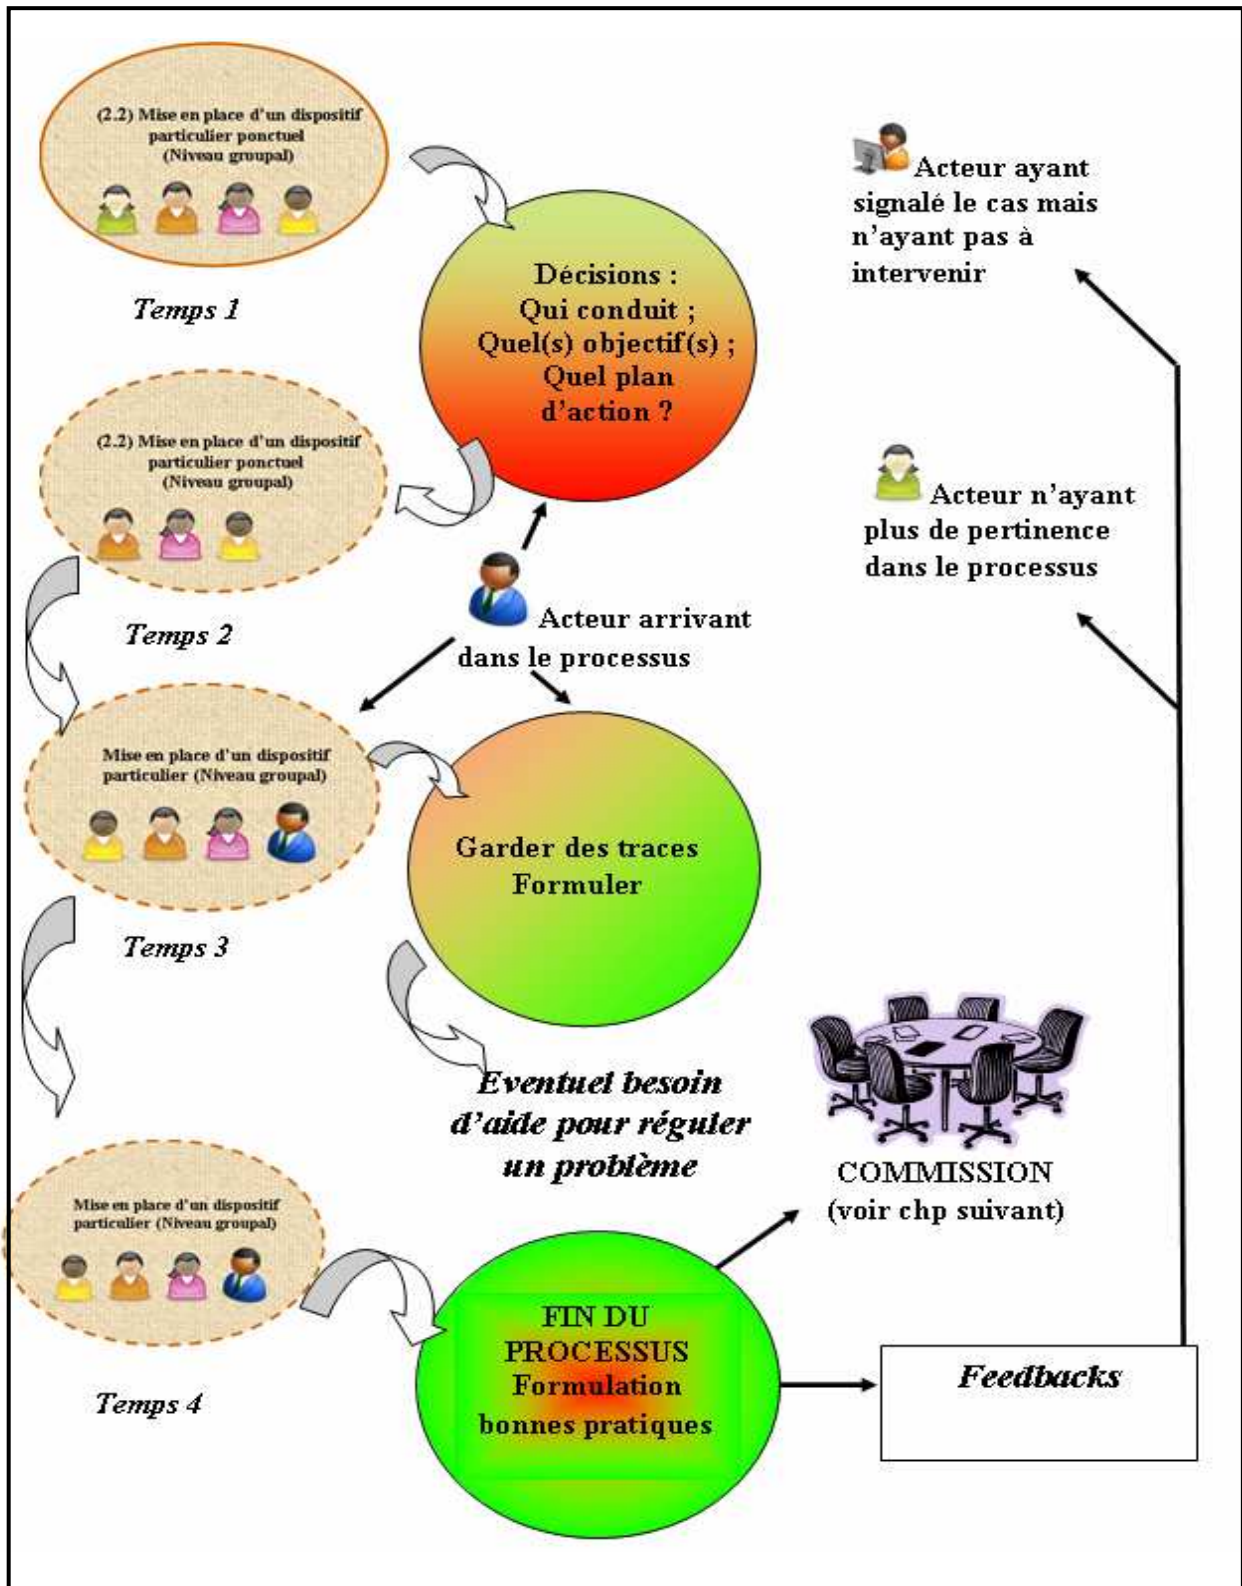 (2.2) Mise en place d'un dispositif
particulier ponctuel
(Niveau groupal)
Temps 1
Décisions :
Qui conduit ;
Quel(s) objectif(s) ;
Quel plan
d'action ?
Acteur ayant
signalé le cas mais
n'ayant pas à
intervenir
(2.2) Mise en place d'un dispositif
particulier ponctuel
(Niveau groupal)
Temps 2
Acteur n'ayant
plus de pertinence
dans le processus
Acteur arrivant
dans le processus
Mise en place d'un dispositif
particulier (Niveau groupal)
Temps 3
Garder des traces
Formuler
Eventuel besoin
d'aide pour réguler
un problème
COMMISSION
(voir chp suivant)
Mise en place d'un dispositif
particulier (Niveau groupal)
Temps 4
FIN DU
PROCESSUS
Formulation
bonnes pratiques
Feedbacks